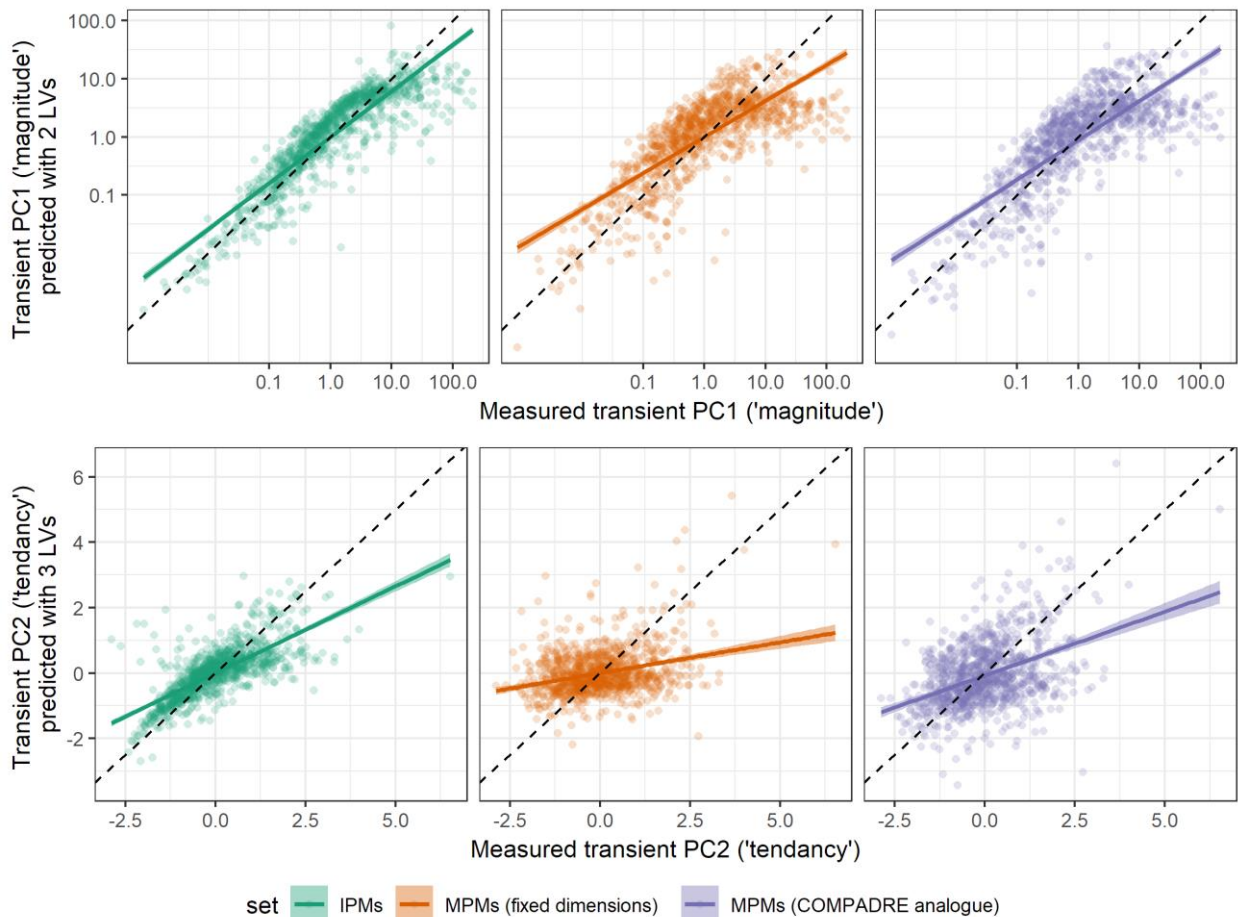 Transient PC1 ('magnitude')
predicted with 2 LVs
100.0
10.0
1.0
0.1
0.1 1.0 10.0 100.0
0.1 1.0 10.0 100.0
0.1 1.0 10.0 100.0
Measured transient PC1 ('magnitude')
Transient PC2 ('tendancy')
predicted with 3 LVs
6
4
2
0
-2
-2.5 0.0 2.5 5.0
-2.5 0.0 2.5 5.0
-2.5 0.0 2.5 5.0
Measured transient PC2 ('tendancy')
set IPMs MPMs (fixed dimensions) MPMs (COMPADRE analogue)